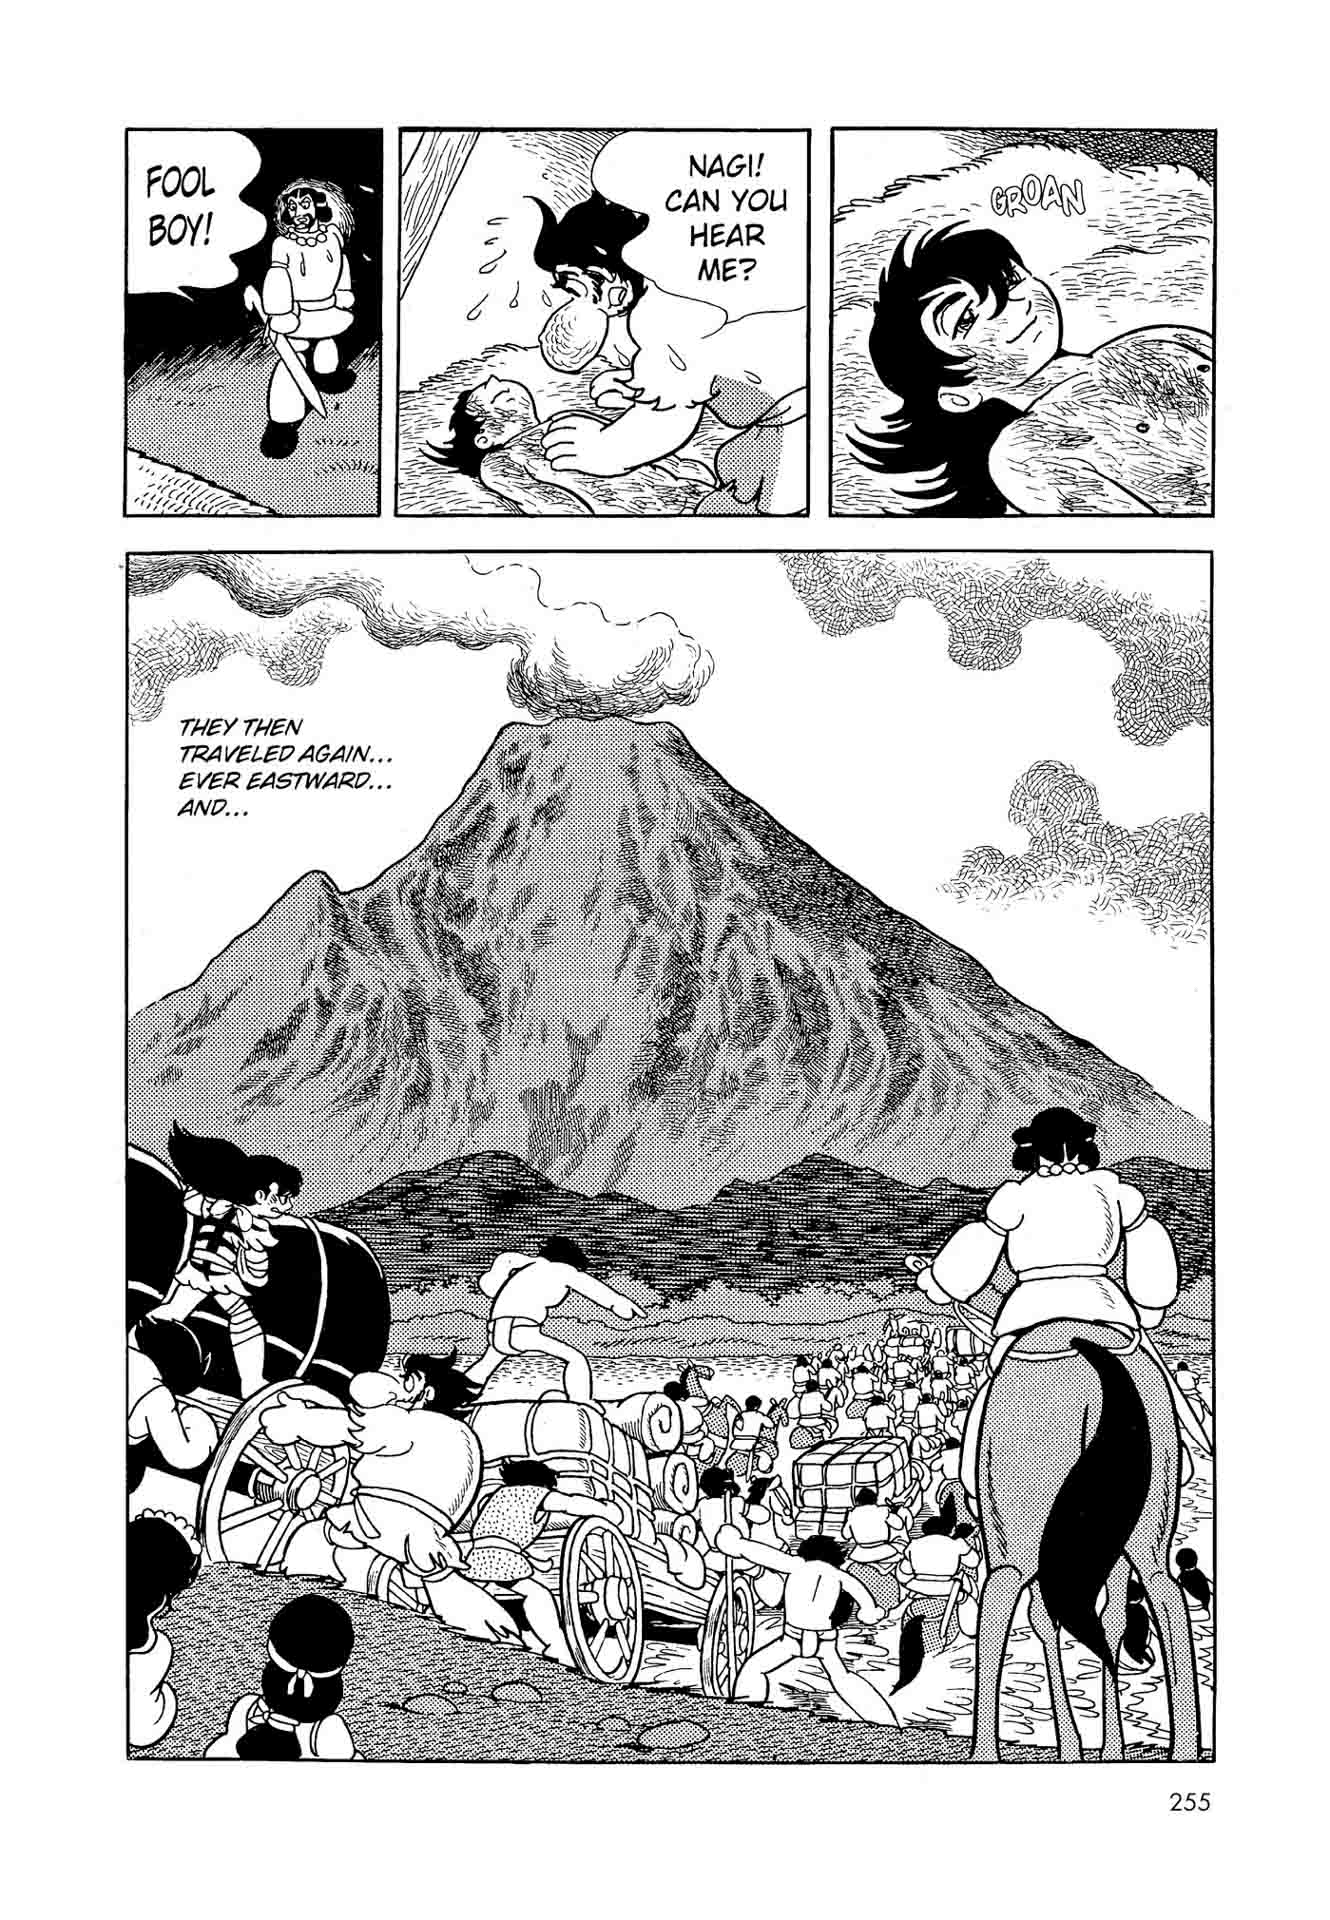 FOOL
BOY!
NAGI!
CAN YOU
HEAR
ME?
GROAN
THEY THEN
TRAVELED AGAIN...
EVER EASTWARD...
AND...
255